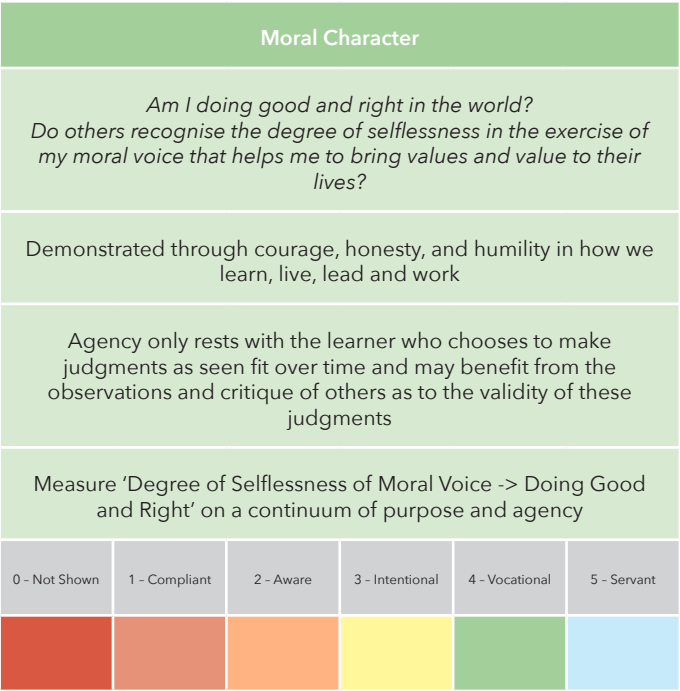 Moral Character
Am I doing good and right in the world?
Do others recognise the degree of selflessness in the exercise of
my moral voice that helps me to bring values and value to their
lives?
Demonstrated through courage, honesty, and humility in how we
learn, live, lead and work
Agency only rests with the learner who chooses to make
judgments as seen fit over time and may benefit from the
observations and critique of others as to the validity of these
judgments
Measure ‘Degree of Selflessness of Moral Voice -> Doing Good
and Right’ on a continuum of purpose and agency
0 – Not Shown
1 – Compliant
2 – Aware
3 – Intentional
4 – Vocational
5 – Servant